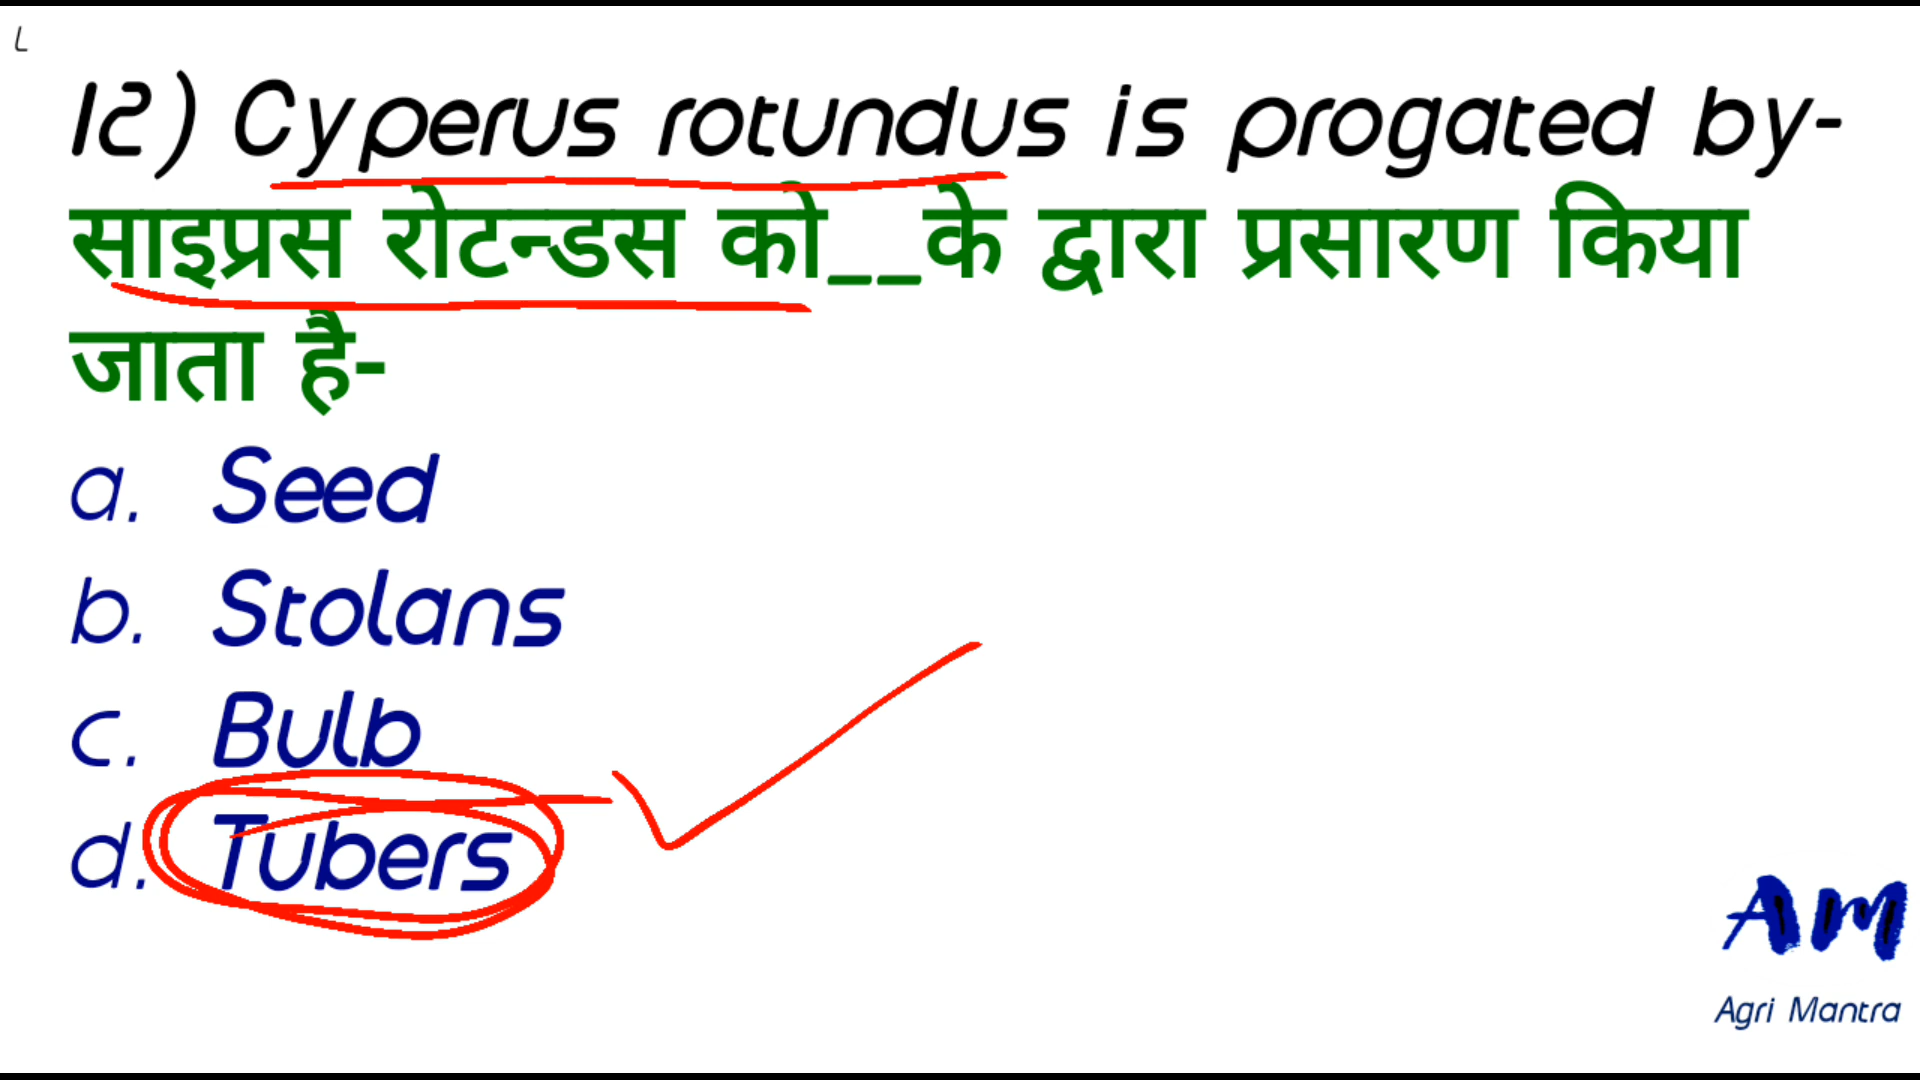 L
12) Cyperus rotundus is progated by-
साइप्रस रोटन्डस को__के द्वारा प्रसारण किया
जाता है-
a. Seed
b. Stolans
c. Bulb
d. Tubers
AM
Agri Mantra